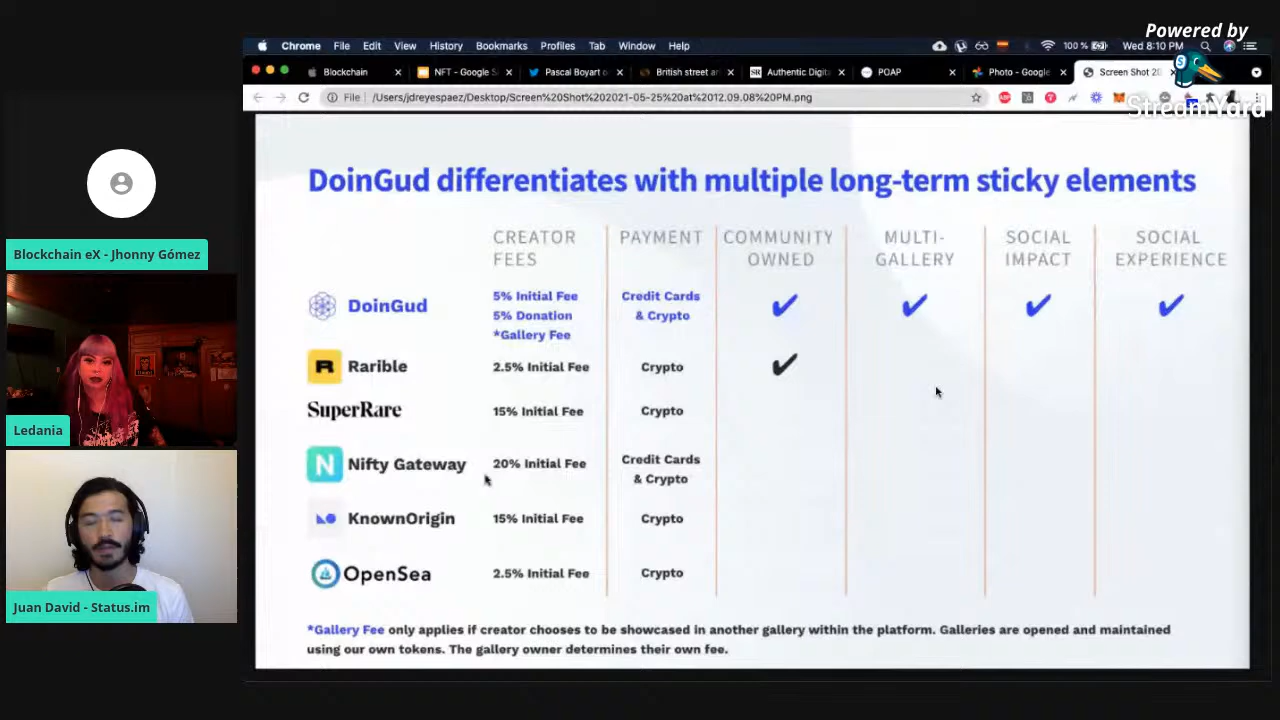 Powered by
StreamYard
Chrome File Edit View History Bookmarks Profiles Tab Window Help 100% Wed 8:10 PM
Blockchain NFT - Google S Pascal Boyart o British street ar Authentic Digit POAP Photo - Google Screen Shot 20
File /Users/jdreyespaez/Desktop/Screen%20Shot%202021-05-25%20at%2012.09.08%20PM.png
DoinGud differentiates with multiple long-term sticky elements
CREATOR FEES
PAYMENT
COMMUNITY OWNED
MULTI-GALLERY
SOCIAL IMPACT
SOCIAL EXPERIENCE
DoinGud
5% Initial Fee
5% Donation
*Gallery Fee
Credit Cards
& Crypto
Rarible 2.5% Initial Fee Crypto
SuperRare 15% Initial Fee Crypto
Nifty Gateway 20% Initial Fee
Credit Cards
& Crypto
KnownOrigin 15% Initial Fee Crypto
OpenSea 2.5% Initial Fee Crypto
*Gallery Fee only applies if creator chooses to be showcased in another gallery within the platform. Galleries are opened and maintained
using our own tokens. The gallery owner determines their own fee.
Blockchain eX - Jhonny Gómez
Ledania
Juan David - Status.im